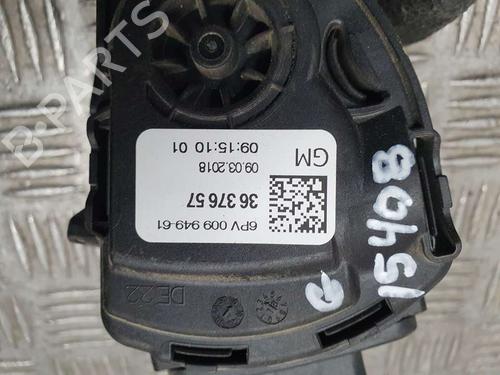 B-PARTS
6PV 009 949-61
36 376 57
09.03.2018
09:15:10 01
GM
DE22
15408